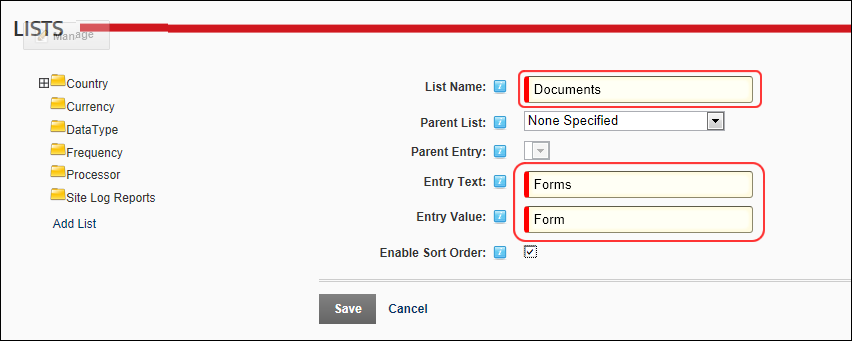 LISTS
Manage
Country
Currency
DataType
Frequency
Processor
Site Log Reports
Add List
List Name: Documents
Parent List: None Specified
Parent Entry:
Entry Text: Forms
Entry Value: Form
Enable Sort Order:
Save Cancel